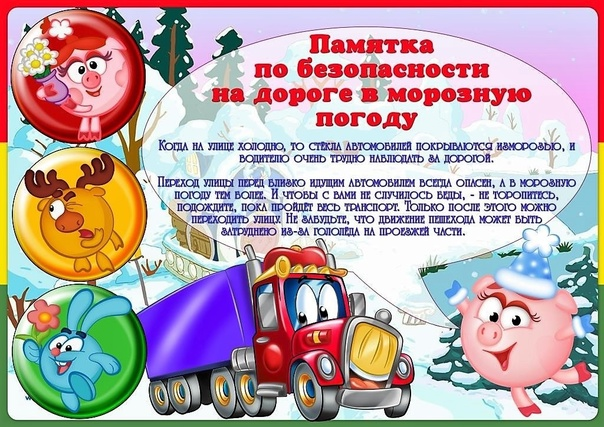 Памятка
по безопасности
на дороге в морозную
погоду
Когда на улице холодно, то стёкла автомобилей покрываются изморозью, и
водителю очень трудно наблюдать за дорогой.
Переход улицы перед близко идущим автомобилем всегда опасен, а в морозную
погоду тем более. И чтобы с вами не случилось беды, - не торопитесь,
подождите, пока пройдёт весь транспорт. Только после этого можно
переходить улицу. Не забудьте, что движение пешехода может быть
затруднено из-за гололёда на проезжей части.